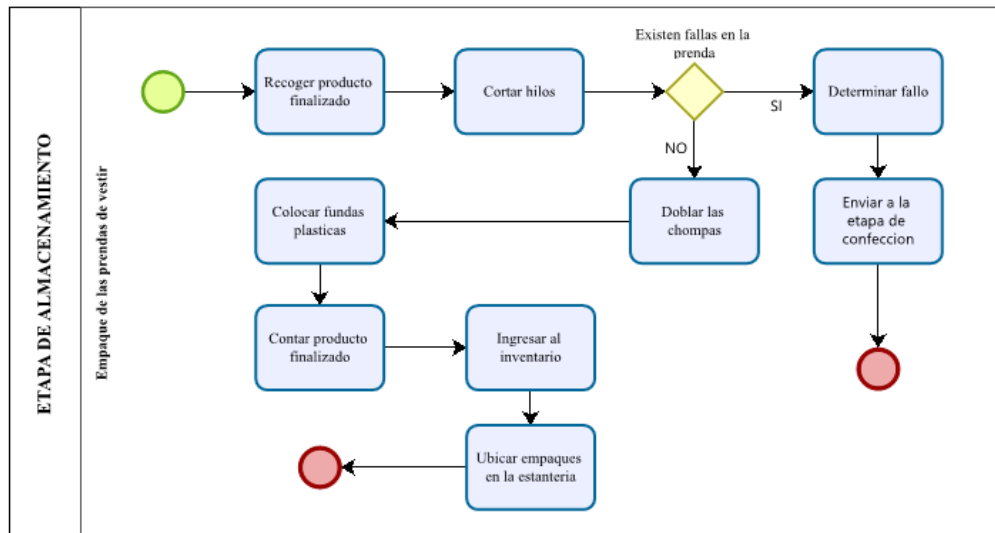 ETAPA DE ALMACENAMIENTO
Empaque de las prendas de vestir
Recoger producto
finalizado
Cortar hilos
Existen fallas en la
prenda
SI
Determinar fallo
NO
Colocar fundas
plasticas
Doblar las
chompas
Enviar a la
etapa de
confeccion
Contar producto
finalizado
Ingresar al
inventario
Ubicar empaques
en la estanteria